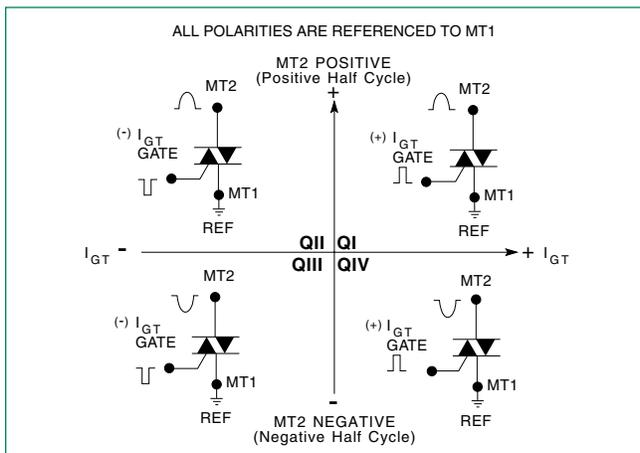 ALL POLARITIES ARE REFERENCED TO MT1
MT2 POSITIVE
(Positive Half Cycle)
+
MT2
(-) IGT
GATE
MT1
REF
MT2
(+) IGT
GATE
MT1
REF
IGT -
QII QI
QIII QIV
+ IGT
MT2
(-) IGT
GATE
MT1
REF
MT2
(+) IGT
GATE
MT1
REF
-
MT2 NEGATIVE
(Negative Half Cycle)